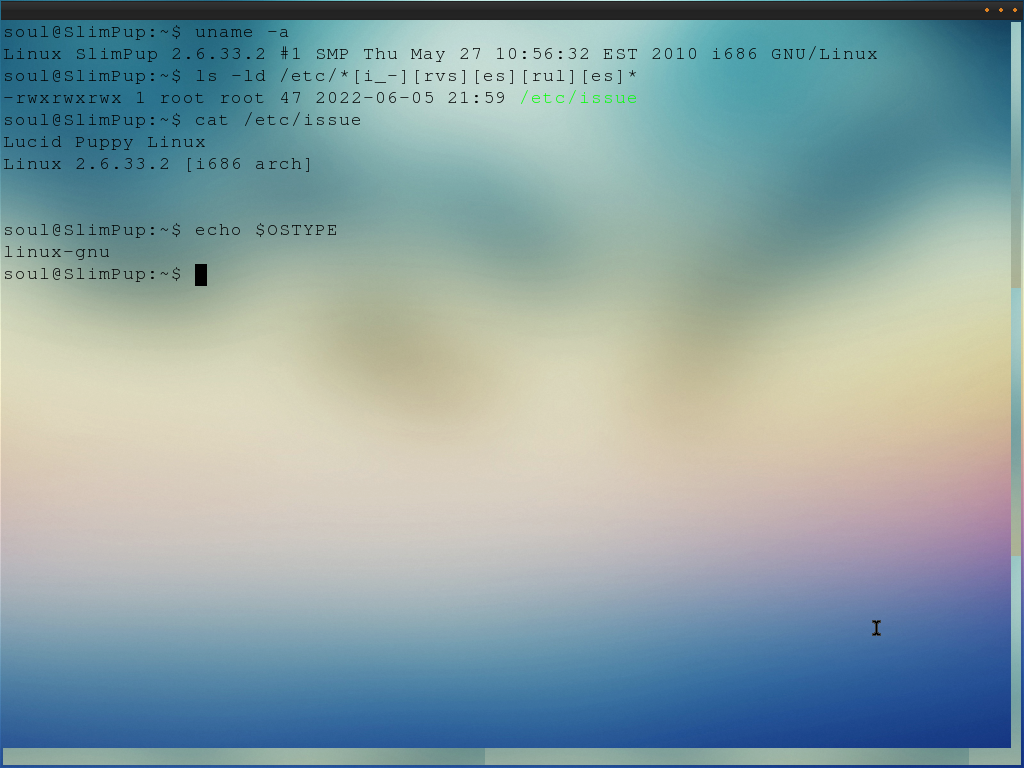 soul@SlimPup:~$ uname -a
Linux SlimPup 2.6.33.2 #1 SMP Thu May 27 10:56:32 EST 2010 i686 GNU/Linux
soul@SlimPup:~$ ls -ld /etc/*[i_-][rvs][es][rul][es]*
-rwxrwxrwx 1 root root 47 2022-06-05 21:59 /etc/issue
soul@SlimPup:~$ cat /etc/issue
Lucid Puppy Linux
Linux 2.6.33.2 [i686 arch]
soul@SlimPup:~$ echo $OSTYPE
linux-gnu
soul@SlimPup:~$